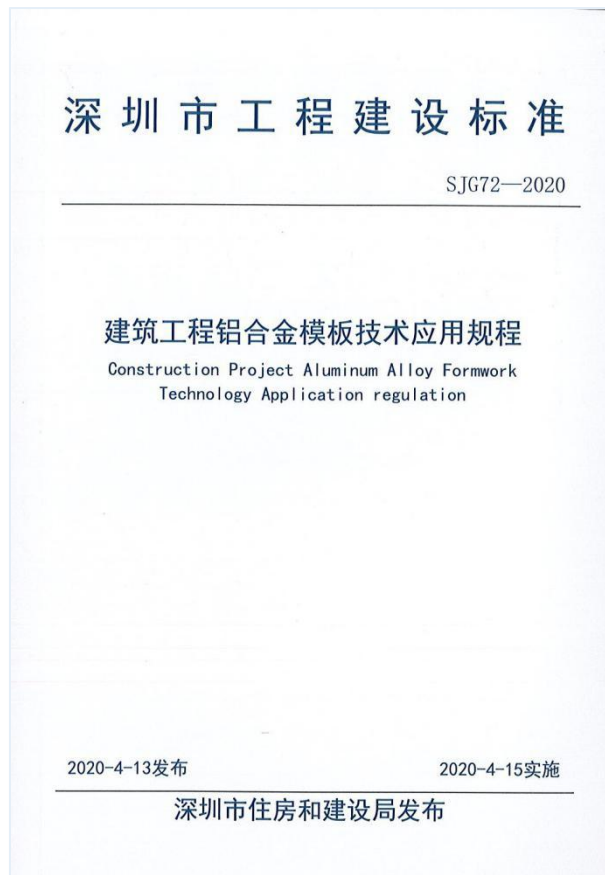 深圳市工程建设标准
SJG72—2020
建筑工程铝合金模板技术应用规程
Construction Project Aluminum Alloy Formwork
Technology Application regulation
2020-4-13发布
2020-4-15实施
深圳市住房和建设局发布